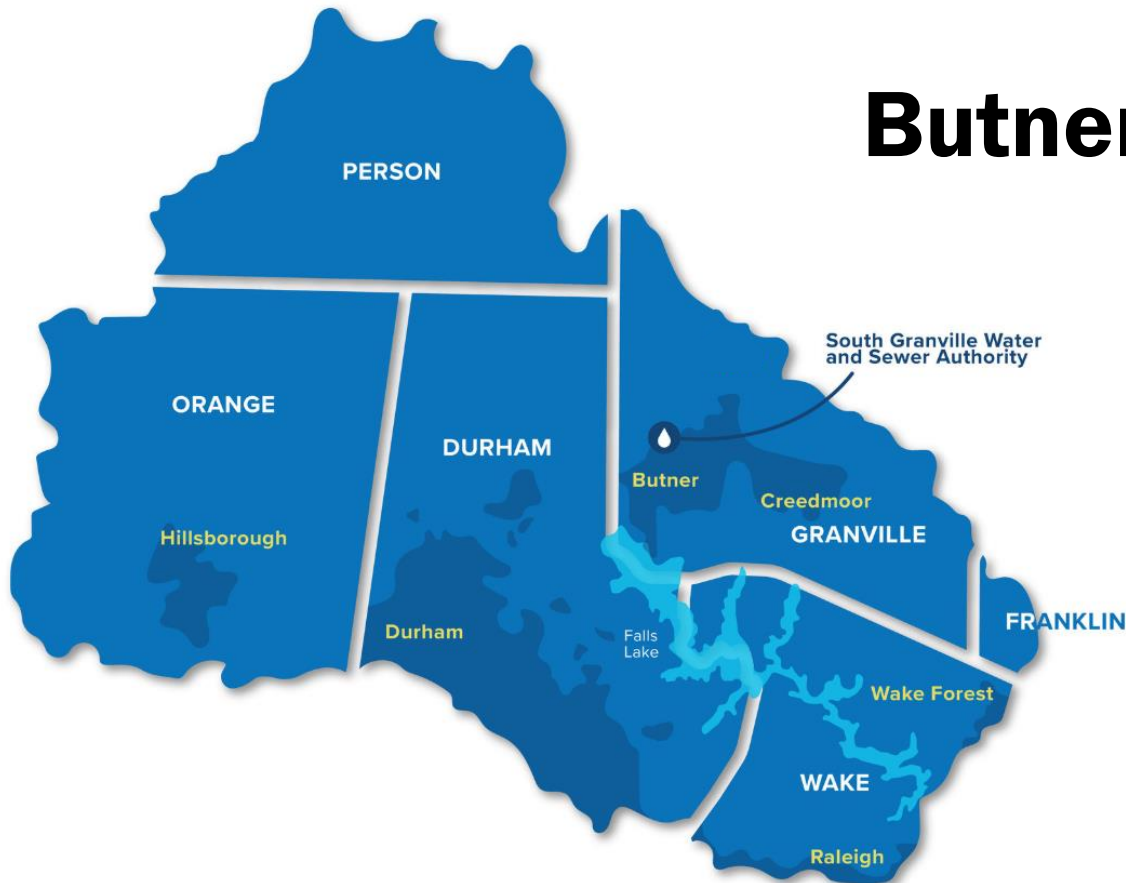 Butner
PERSON
South Granville Water
and Sewer Authority
ORANGE
DURHAM
Butner
Creedmoor
GRANVILLE
Hillsborough
FRANKLIN
Durham
Falls
Lake
Wake Forest
WAKE
Raleigh